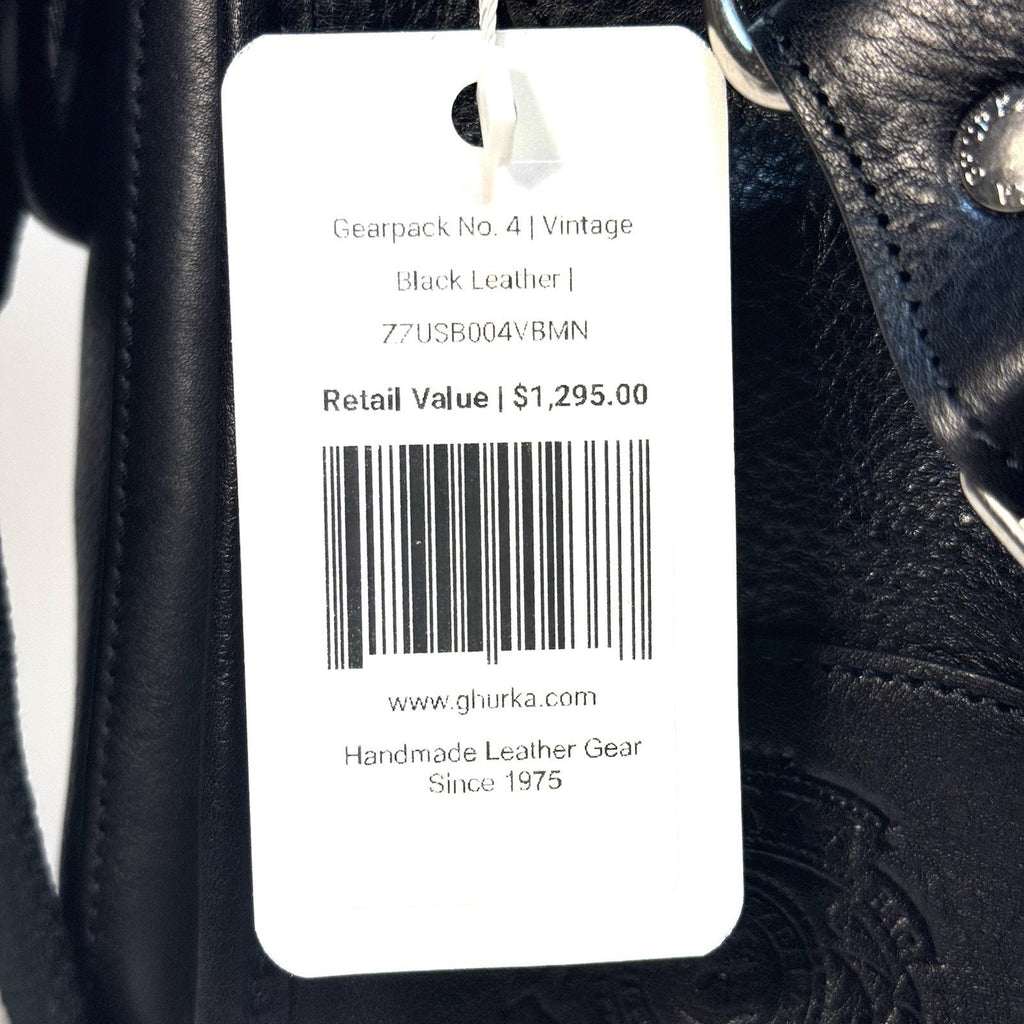 Gearpack No. 4 | Vintage
Black Leather |
Z7USB004VBMN
Retail Value | $1,295.00
www.ghurka.com
Handmade Leather Gear
Since 1975